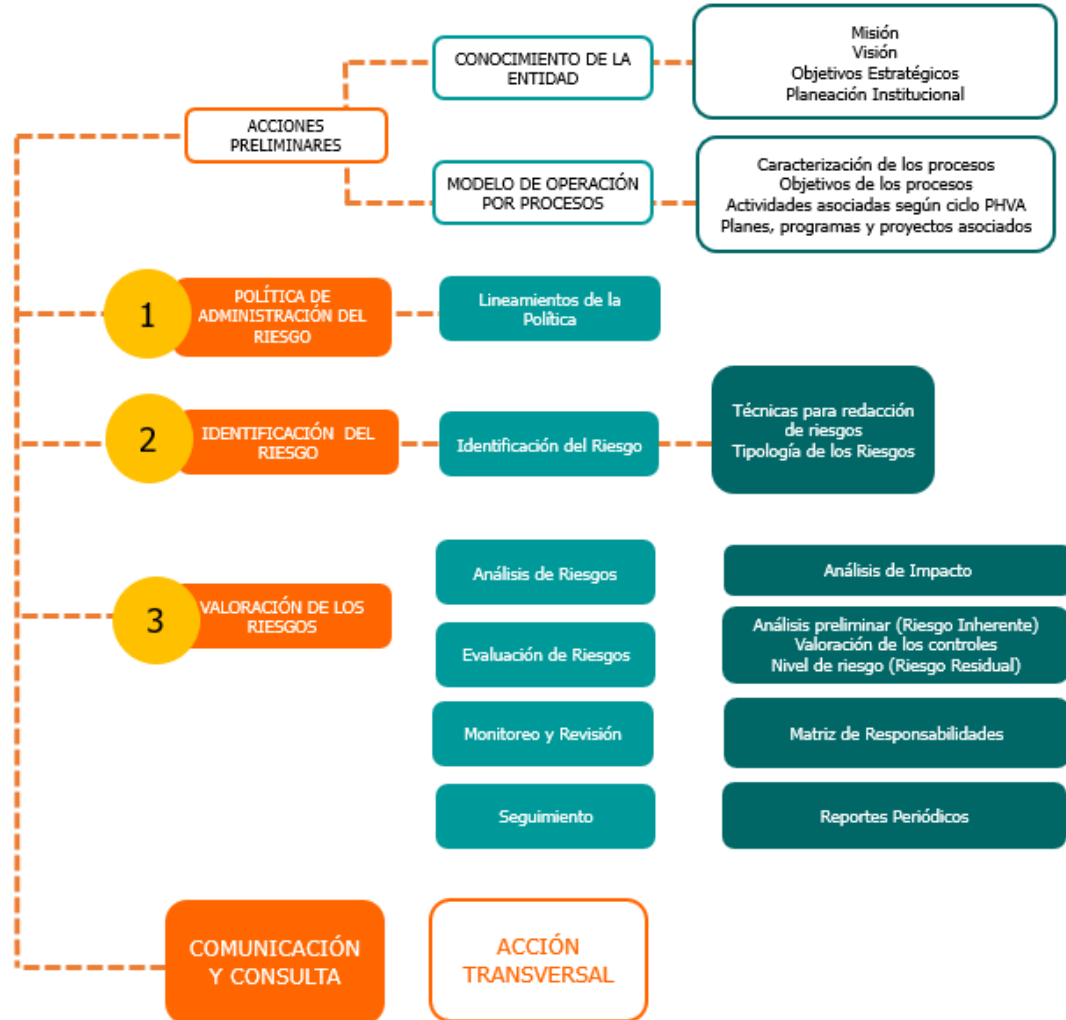 CONOCIMIENTO DE LA
ENTIDAD
Misión
Visión
Objetivos Estratégicos
Planeación Institucional
ACCIONES
PRELIMINARES
MODELO DE OPERACIÓN
POR PROCESOS
Caracterización de los procesos
Objetivos de los procesos
Actividades asociadas según ciclo PHVA
Planes, programas y proyectos asociados
1
POLÍTICA DE
ADMINISTRACIÓN DEL
RIESGO
Lineamientos de la
Política
2
IDENTIFICACIÓN DEL
RIESGO
Identificación del Riesgo
Técnicas para redacción
de riesgos
Tipología de los Riesgos
3
VALORACIÓN DE LOS
RIESGOS
Análisis de Riesgos
Análisis de Impacto
Evaluación de Riesgos
Análisis preliminar (Riesgo Inherente)
Valoración de los controles
Nivel de riesgo (Riesgo Residual)
Monitoreo y Revisión
Matriz de Responsabilidades
Seguimiento
Reportes Periódicos
COMUNICACIÓN
Y CONSULTA
ACCIÓN
TRANSVERSAL